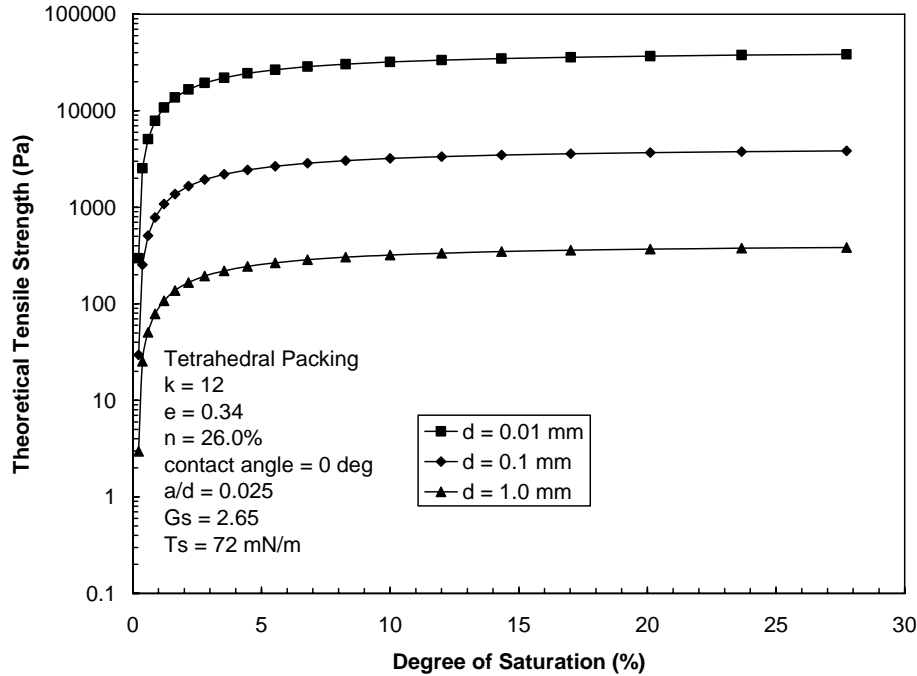 100000
10000
1000
100
10
1
0.1
Theoretical Tensile Strength (Pa)
Tetrahedral Packing
k = 12
e = 0.34
n = 26.0%
contact angle = 0 deg
a/d = 0.025
Gs = 2.65
Ts = 72 mN/m
d = 0.01 mm
d = 0.1 mm
d = 1.0 mm
0 5 10 15 20 25 30
Degree of Saturation (%)